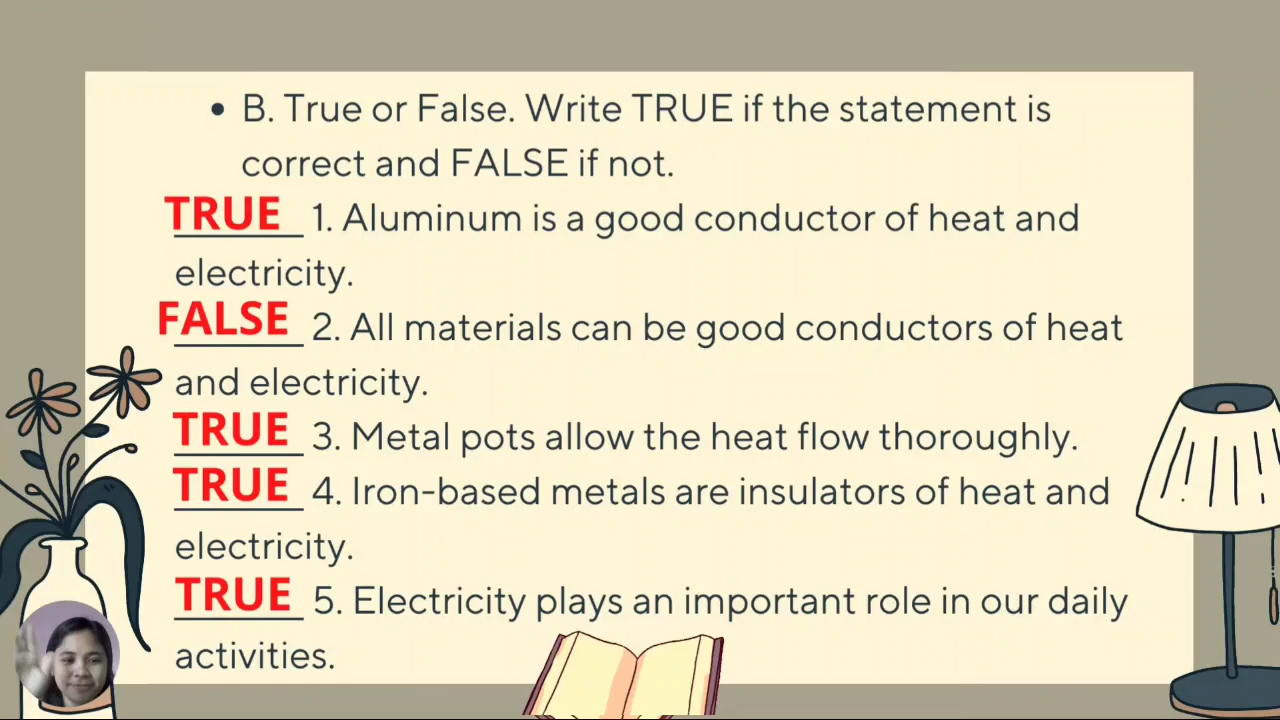 • B. True or False. Write TRUE if the statement is
correct and FALSE if not.
TRUE 1. Aluminum is a good conductor of heat and
electricity.
FALSE 2. All materials can be good conductors of heat
and electricity.
TRUE 3. Metal pots allow the heat flow thoroughly.
TRUE 4. Iron-based metals are insulators of heat and
electricity.
TRUE 5. Electricity plays an important role in our daily
activities.